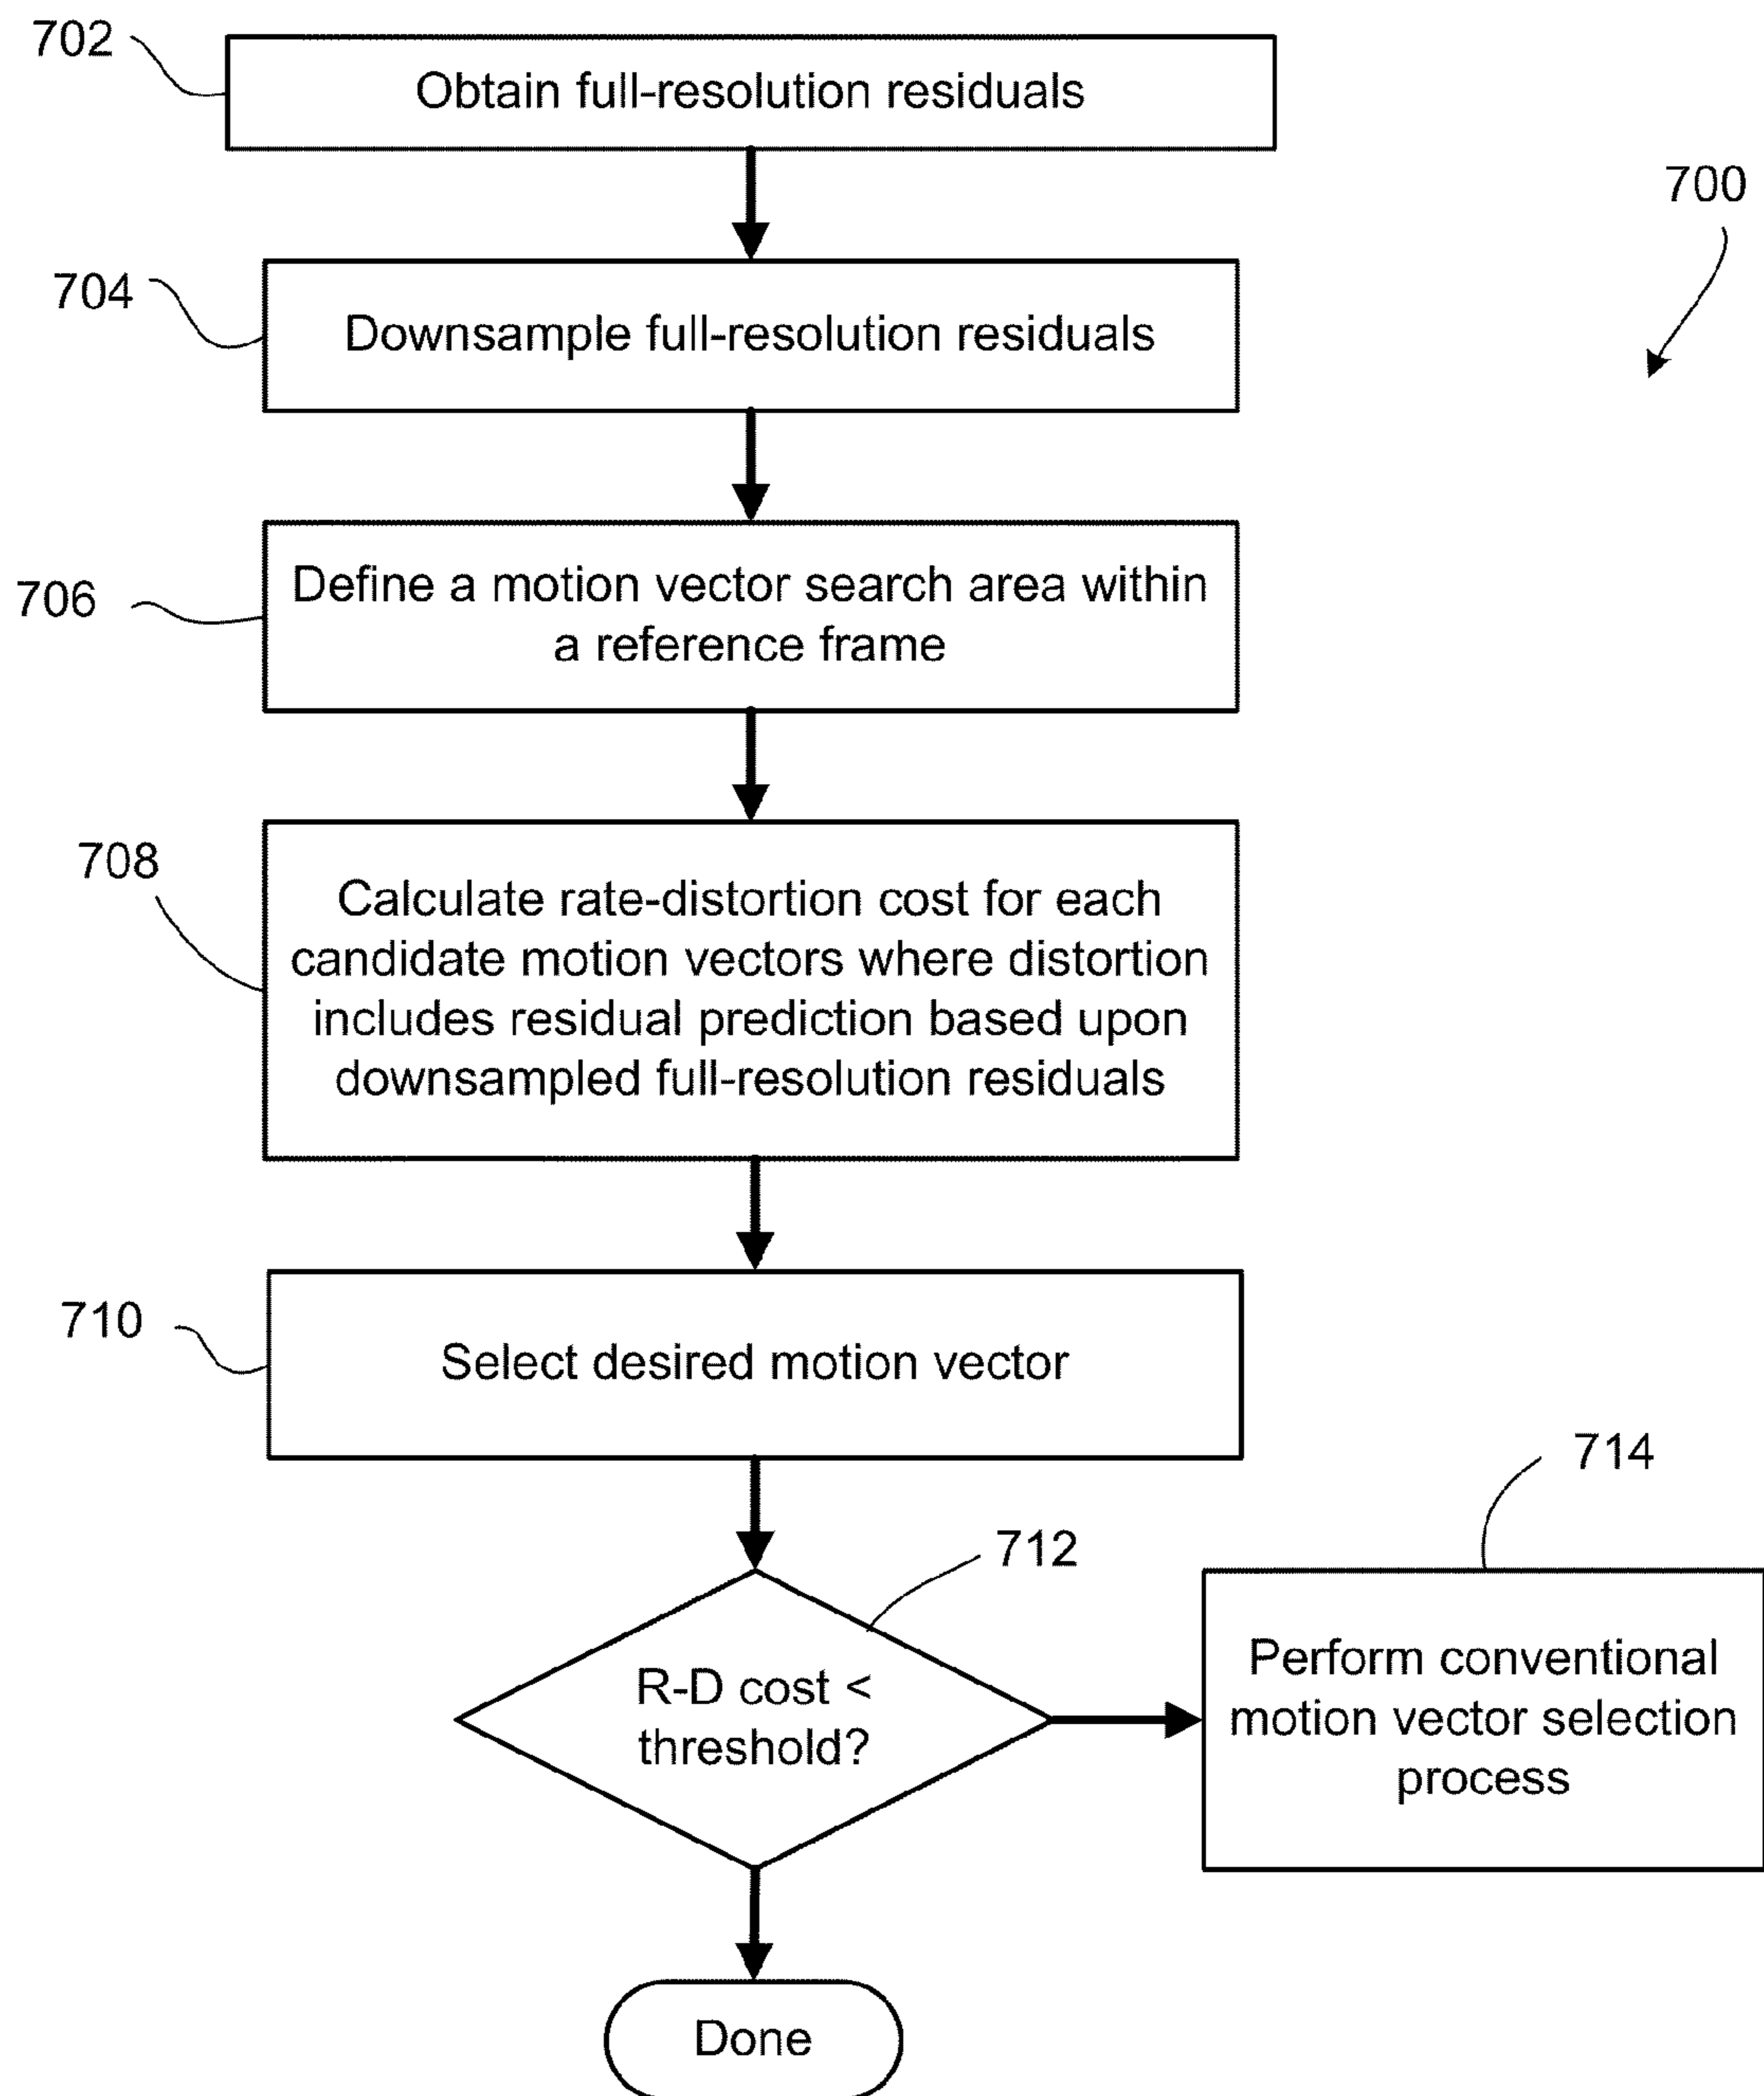 702
Obtain full-resolution residuals
700
704
Downsample full-resolution residuals
706
Define a motion vector search area within
a reference frame
708
Calculate rate-distortion cost for each
candidate motion vectors where distortion
includes residual prediction based upon
downsampled full-resolution residuals
710
Select desired motion vector
712
R-D cost <
threshold?
714
Perform conventional
motion vector selection
process
Done